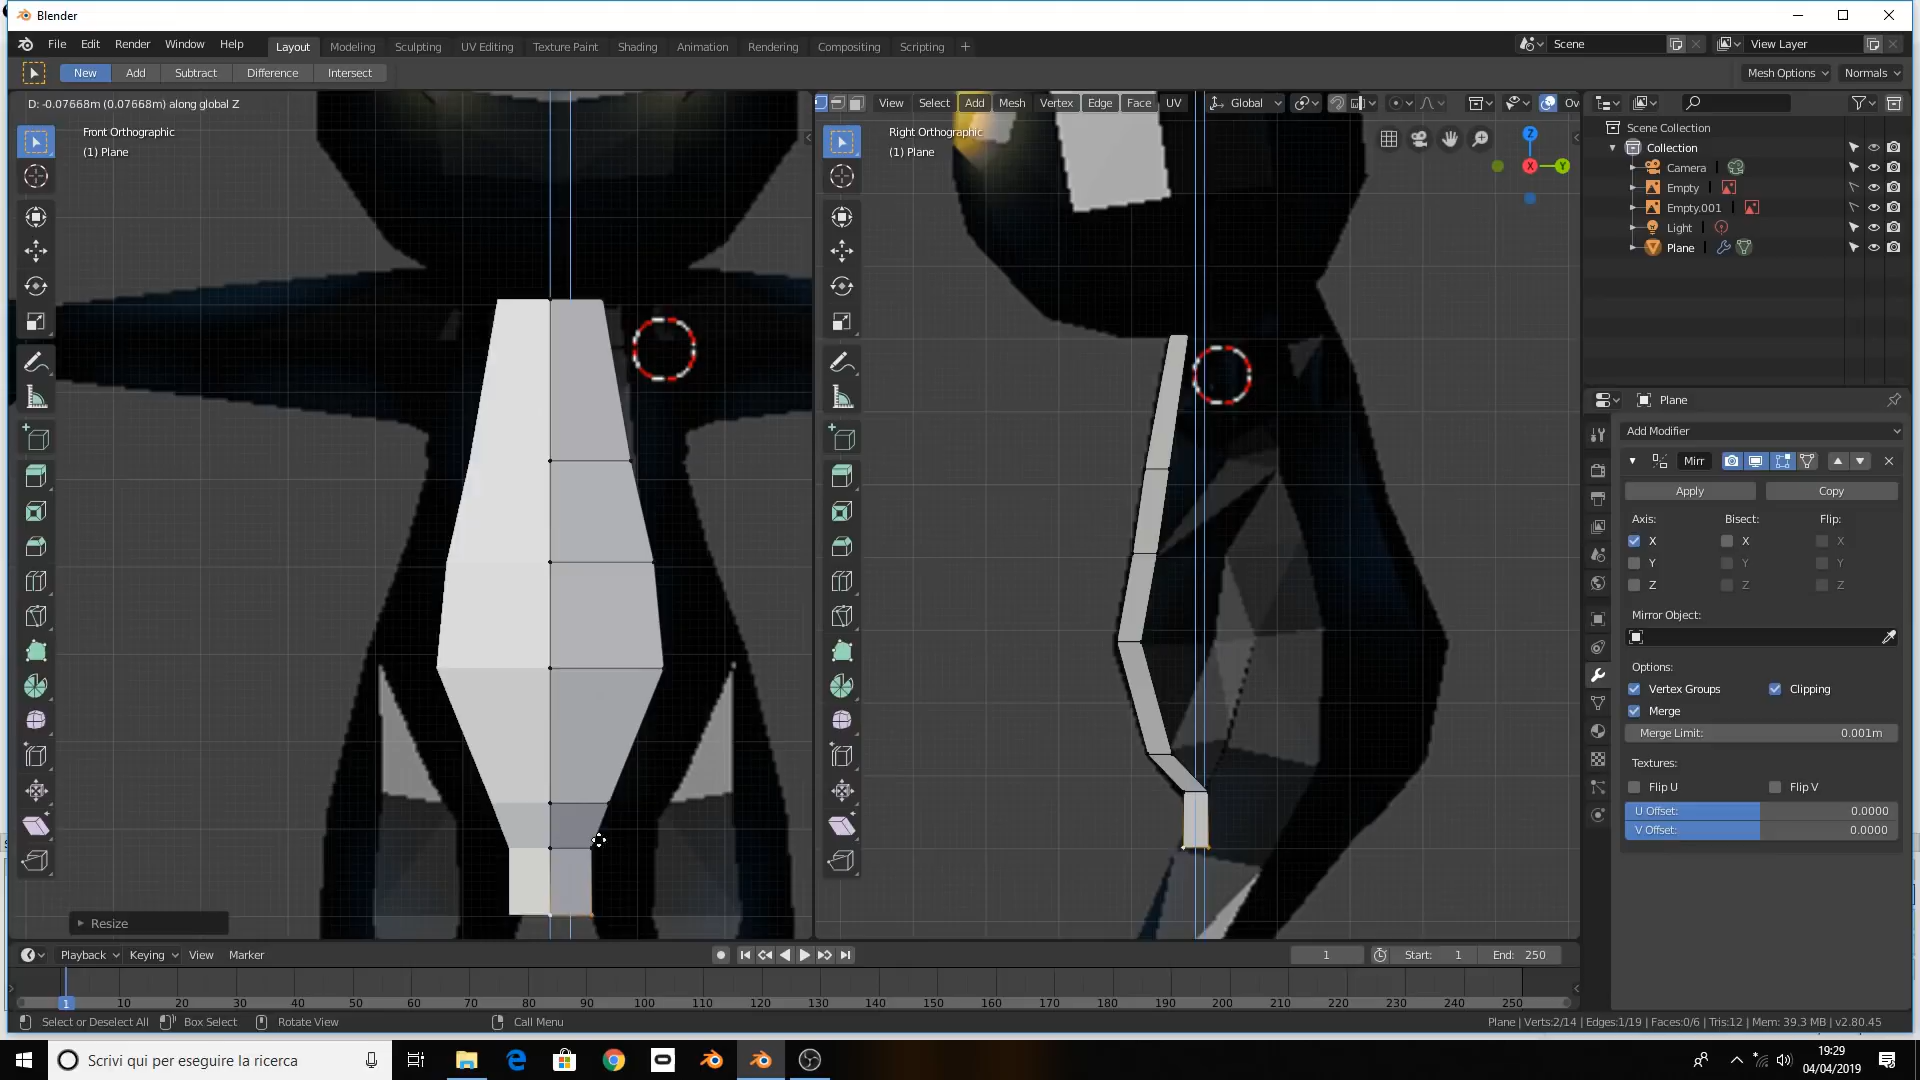 Blender
File Edit Render Window Help
Layout Modeling Sculpting UV Editing Texture Paint Shading Animation Rendering Compositing Scripting +
Scene
View Layer
New Add Subtract Difference Intersect
Mesh Options Normals
D: -0.07668m (0.07668m) along global Z
View Select Add Mesh Vertex Edge Face UV
Global
Ov
Front Orthographic
(1) Plane
Right Orthographic
(1) Plane
Z
X
Y
Scene Collection
Collection
Camera
Empty
Empty.001
Light
Plane
Plane
Add Modifier
Mirr
Apply Copy
Axis: Bisect: Flip:
X X X
Y Y Y
Z Z Z
Mirror Object:
Options:
Vertex Groups Clipping
Merge
Merge Limit: 0.001m
Textures:
Flip U Flip V
U Offset: 0.0000
V Offset: 0.0000
Resize
Playback Keying View Marker
1 Start: 1 End: 250
1 10 20 30 40 50 60 70 80 90 100 110 120 130 140 150 160 170 180 190 200 210 220 230 240 250
Select or Deselect All Box Select Rotate View Call Menu
Plane | Verts:2/14 | Edges:1/19 | Faces:0/6 | Tris:12 | Mem: 39.3 MB | v2.80.45
Scrivi qui per eseguire la ricerca
19:29
04/04/2019